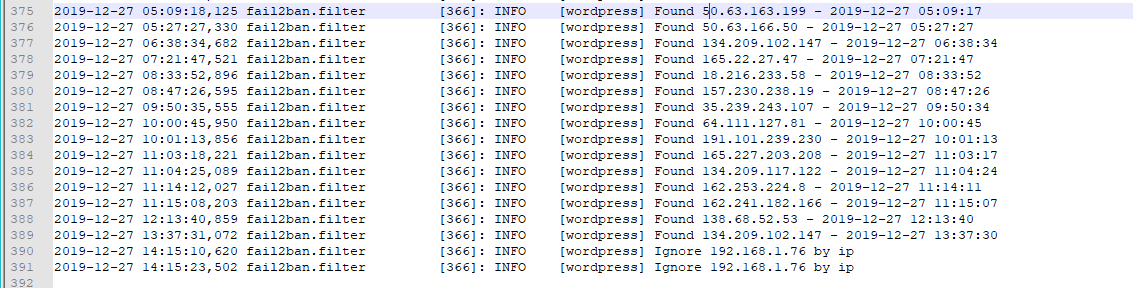 375 2019-12-27 05:09:18,125 fail2ban.filter [366]: INFO [wordpress] Found 50.63.163.199 - 2019-12-27 05:09:17
376 2019-12-27 05:27:27,330 fail2ban.filter [366]: INFO [wordpress] Found 50.63.166.50 - 2019-12-27 05:27:27
377 2019-12-27 06:38:34,682 fail2ban.filter [366]: INFO [wordpress] Found 134.209.102.147 - 2019-12-27 06:38:34
378 2019-12-27 07:21:47,521 fail2ban.filter [366]: INFO [wordpress] Found 165.22.27.47 - 2019-12-27 07:21:47
379 2019-12-27 08:33:52,896 fail2ban.filter [366]: INFO [wordpress] Found 18.216.233.58 - 2019-12-27 08:33:52
380 2019-12-27 08:47:26,595 fail2ban.filter [366]: INFO [wordpress] Found 157.230.238.19 - 2019-12-27 08:47:26
381 2019-12-27 09:50:35,555 fail2ban.filter [366]: INFO [wordpress] Found 35.239.243.107 - 2019-12-27 09:50:34
382 2019-12-27 10:00:45,950 fail2ban.filter [366]: INFO [wordpress] Found 64.111.127.81 - 2019-12-27 10:00:45
383 2019-12-27 10:01:13,856 fail2ban.filter [366]: INFO [wordpress] Found 191.101.239.230 - 2019-12-27 10:01:13
384 2019-12-27 11:03:18,221 fail2ban.filter [366]: INFO [wordpress] Found 165.227.203.208 - 2019-12-27 11:03:17
385 2019-12-27 11:04:25,089 fail2ban.filter [366]: INFO [wordpress] Found 134.209.117.122 - 2019-12-27 11:04:24
386 2019-12-27 11:14:12,027 fail2ban.filter [366]: INFO [wordpress] Found 162.253.224.8 - 2019-12-27 11:14:11
387 2019-12-27 11:15:08,203 fail2ban.filter [366]: INFO [wordpress] Found 162.241.182.166 - 2019-12-27 11:15:07
388 2019-12-27 12:13:40,859 fail2ban.filter [366]: INFO [wordpress] Found 138.68.52.53 - 2019-12-27 12:13:40
389 2019-12-27 13:37:31,072 fail2ban.filter [366]: INFO [wordpress] Found 134.209.102.147 - 2019-12-27 13:37:30
390 2019-12-27 14:15:10,620 fail2ban.filter [366]: INFO [wordpress] Ignore 192.168.1.76 by ip
391 2019-12-27 14:15:23,502 fail2ban.filter [366]: INFO [wordpress] Ignore 192.168.1.76 by ip
392